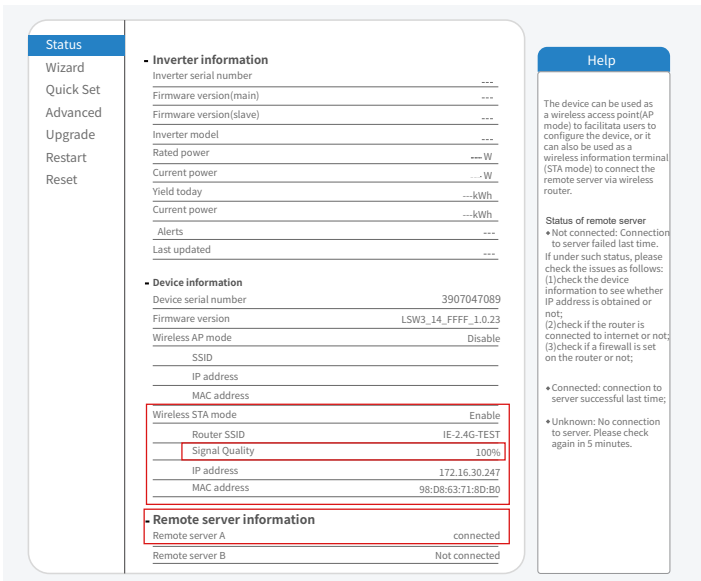 Status
Wizard
Quick Set
Advanced
Upgrade
Restart
Reset
- Inverter information
Inverter serial number ---
Firmware version(main) ---
Firmware version(slave) ---
Inverter model ---
Rated power --- W
Current power --- W
Yield today ---kWh
Current power ---kWh
Alerts ---
Last updated ---
- Device information
Device serial number 3907047089
Firmware version LSW3_14_FFFF_1.0.23
Wireless AP mode Disable
SSID
IP address
MAC address
Wireless STA mode Enable
Router SSID IE-2.4G-TEST
Signal Quality 100%
IP address 172.16.30.247
MAC address 98:D8:63:71:8D:B0
- Remote server information
Remote server A connected
Remote server B Not connected
Help
The device can be used as
a wireless access point(AP
mode) to facilitata users to
configure the device, or it
can also be used as a
wireless information terminal
(STA mode) to connect the
remote server via wireless
router.
Status of remote server
◆Not connected: Connection
to server failed last time.
If under such status, please
check the issues as follows:
(1)check the device
information to see whether
IP address is obtained or
not;
(2)check if the router is
connected to internet or not;
(3)check if a firewall is set
on the router or not;
◆Connected: connection to
server successful last time;
◆Unknown: No connection
to server. Please check
again in 5 minutes.